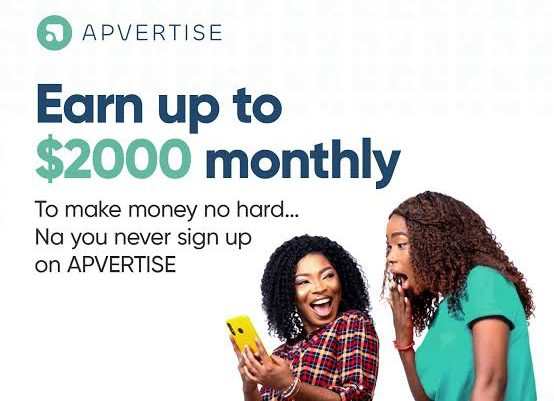 APVERTISE
Earn up to
$2000 monthly
To make money no hard...
Na you never sign up
on APVERTISE